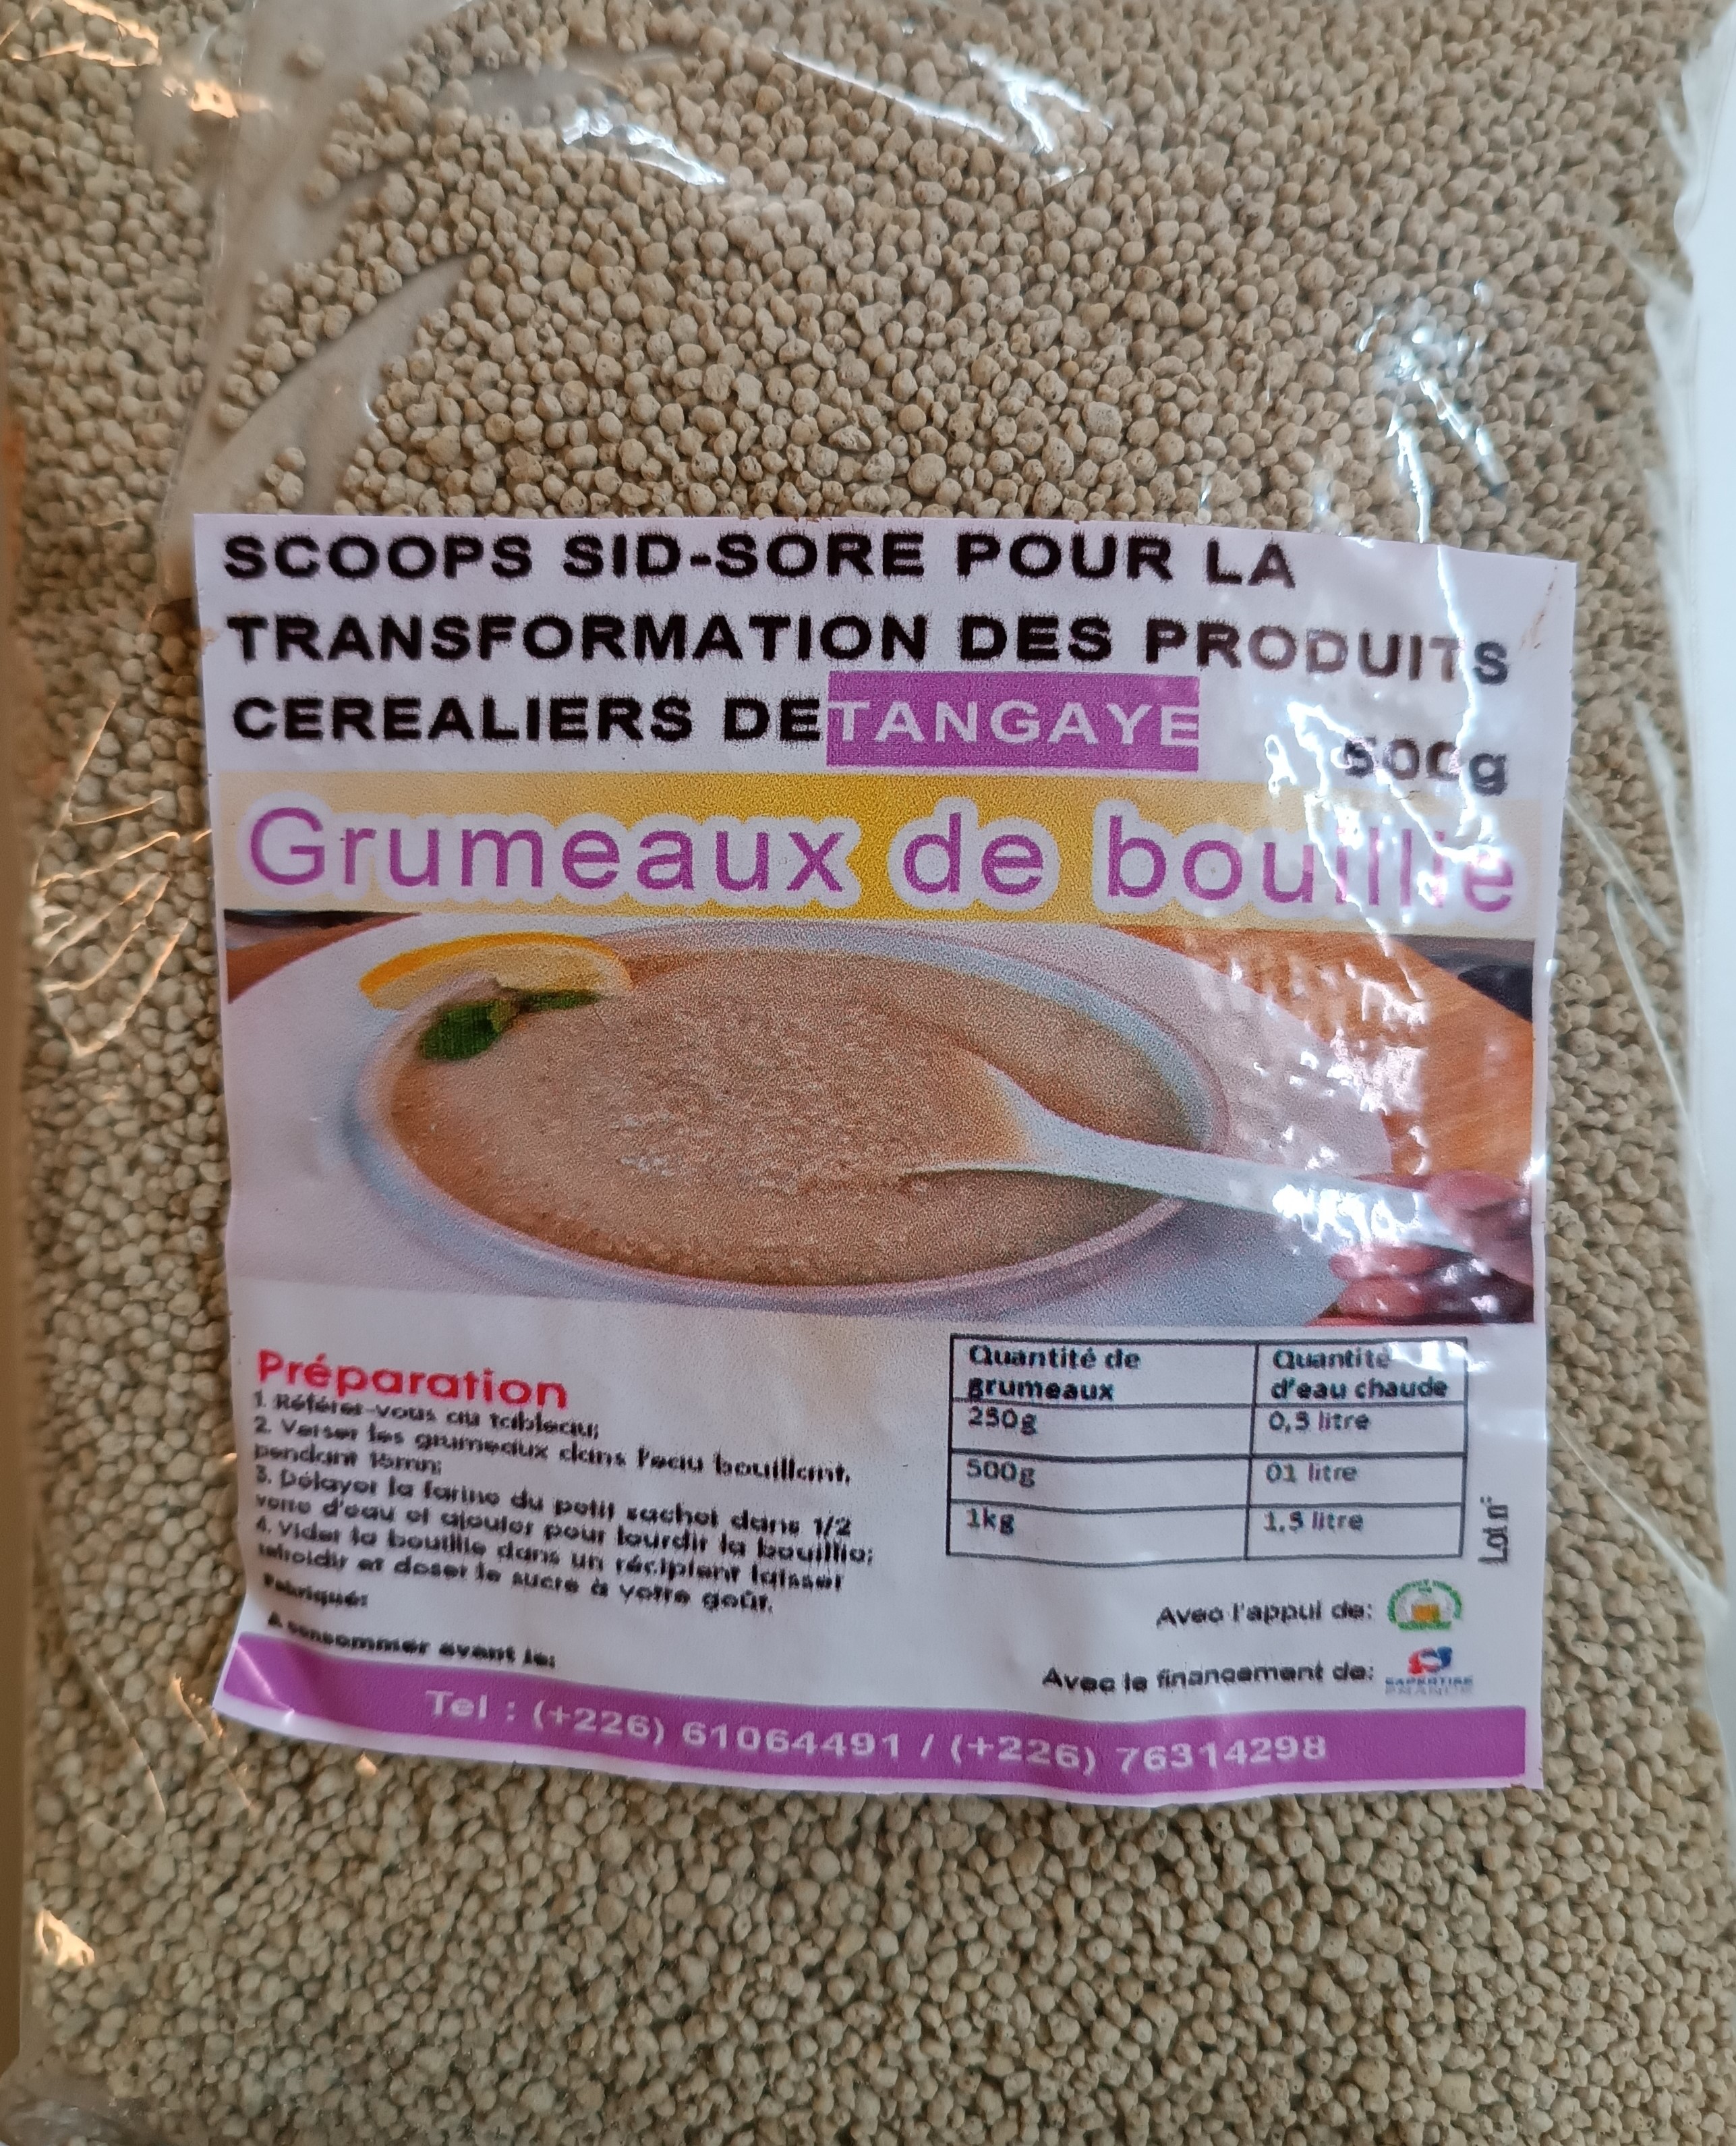 SCOOPS SID-SORE POUR LA
TRANSFORMATION DES PRODUITS
CEREALIERS DE TANGAYE
500g
Grumeaux de bouillie
Préparation
1. Référer-vous au tableau;
2. Verser les grumeaux dans l'eau bouillant,
pendant 15mn;
3. Délayer la farine du petit sachet dans 1/2
verre d'eau et ajouter pour lourdir la bouillie;
4. Vider la bouillie dans un récipient laisser
refroidir et doser le sucre à votre goût.
Fabriqué:
A consommer avant le:
Quantité de grumeaux
Quantité d'eau chaude
250g 0,5 litre
500g 01 litre
1kg 1.5 litre
Lot n°
Avec l'appui de:
Avec le financement de:
EXPERTISE
FRANCE
Tel : (+226) 61064491 / (+226) 76314298